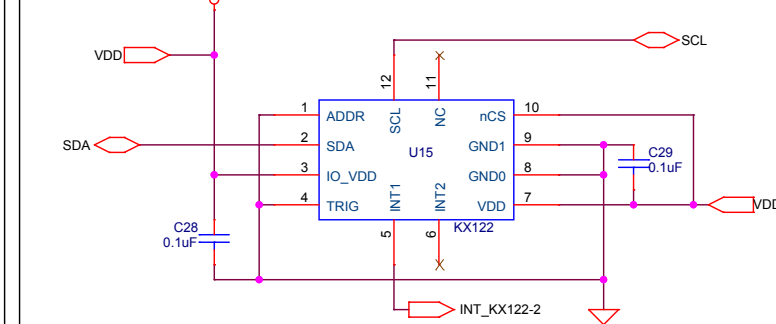 VDD
SCL
SDA
12
11
1
ADDR
SCL
NC
nCS
10
2
SDA
U15
GND1
9
3
IO_VDD
GND0
8
4
TRIG
INT1
INT2
VDD
7
C29
0.1uF
VDD
C28
0.1uF
5
6
KX122
INT_KX122-2